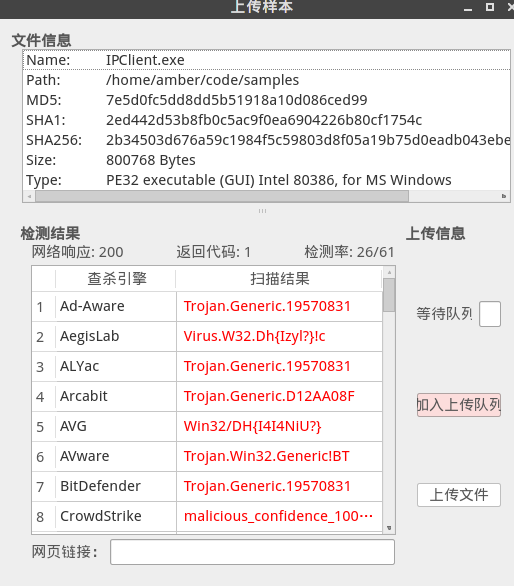 上传样本
文件信息
Name: IPClient.exe
Path: /home/amber/code/samples
MD5: 7e5d0fc5dd8dd5b51918a10d086ced99
SHA1: 2ed442d53b8fb0c5ac9f0ea6904226b80cf1754c
SHA256: 2b34503d676a59c1984f5c59803d8f05a19b75d0eadb043ebe
Size: 800768 Bytes
Type: PE32 executable (GUI) Intel 80386, for MS Windows
检测结果
网络响应: 200 返回代码: 1 检测率: 26/61
查杀引擎 扫描结果
1 Ad-Aware Trojan.Generic.19570831
2 AegisLab Virus.W32.Dh{Izyl?}!c
3 ALYac Trojan.Generic.19570831
4 Arcabit Trojan.Generic.D12AA08F
5 AVG Win32/DH{I4I4NiU?}
6 AVware Trojan.Win32.Generic!BT
7 BitDefender Trojan.Generic.19570831
8 CrowdStrike malicious_confidence_100···
网页链接:
上传信息
等待队列
加入上传队列
上传文件